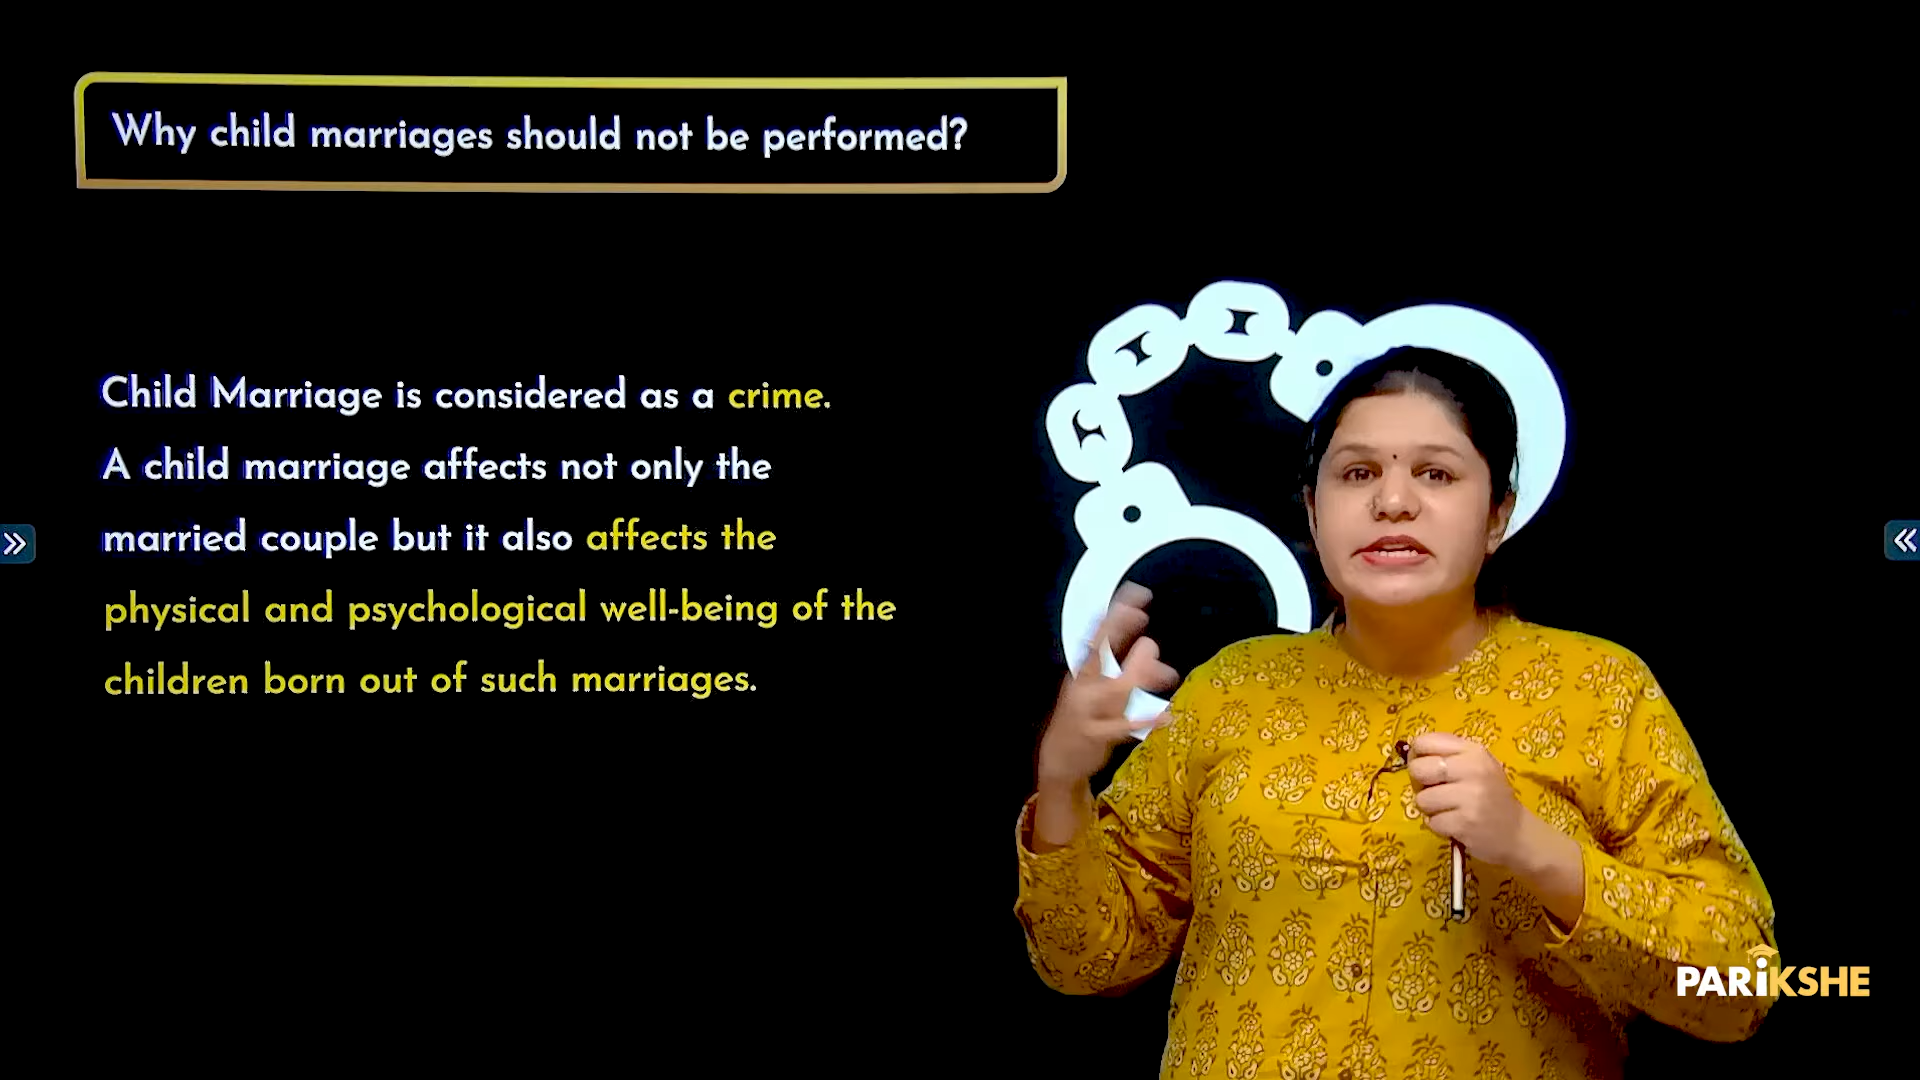 Why child marriages should not be performed?
Child Marriage is considered as a crime.
A child marriage affects not only the
married couple but it also affects the
physical and psychological well-being of the
children born out of such marriages.
PARiKSHE